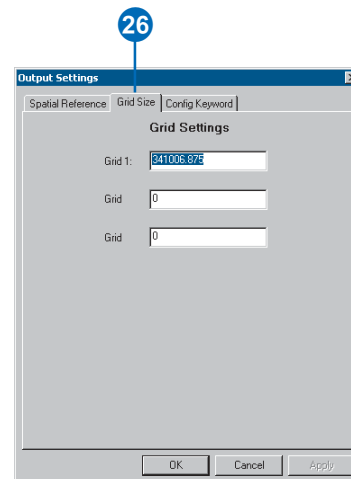 26
Output Settings
Spatial Reference Grid Size Config Keyword
Grid Settings
Grid 1: 341006.875
Grid 0
Grid 0
OK Cancel Apply